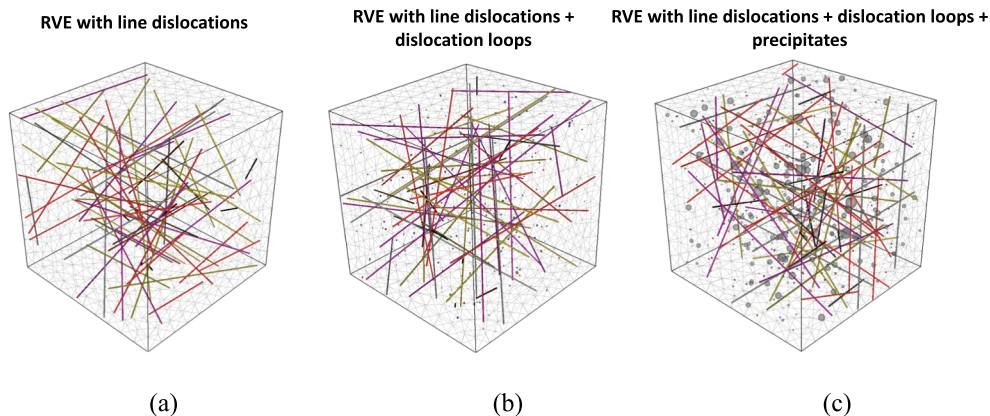 RVE with line dislocations
RVE with line dislocations +
dislocation loops
RVE with line dislocations + dislocation loops +
precipitates
(a)
(b)
(c)